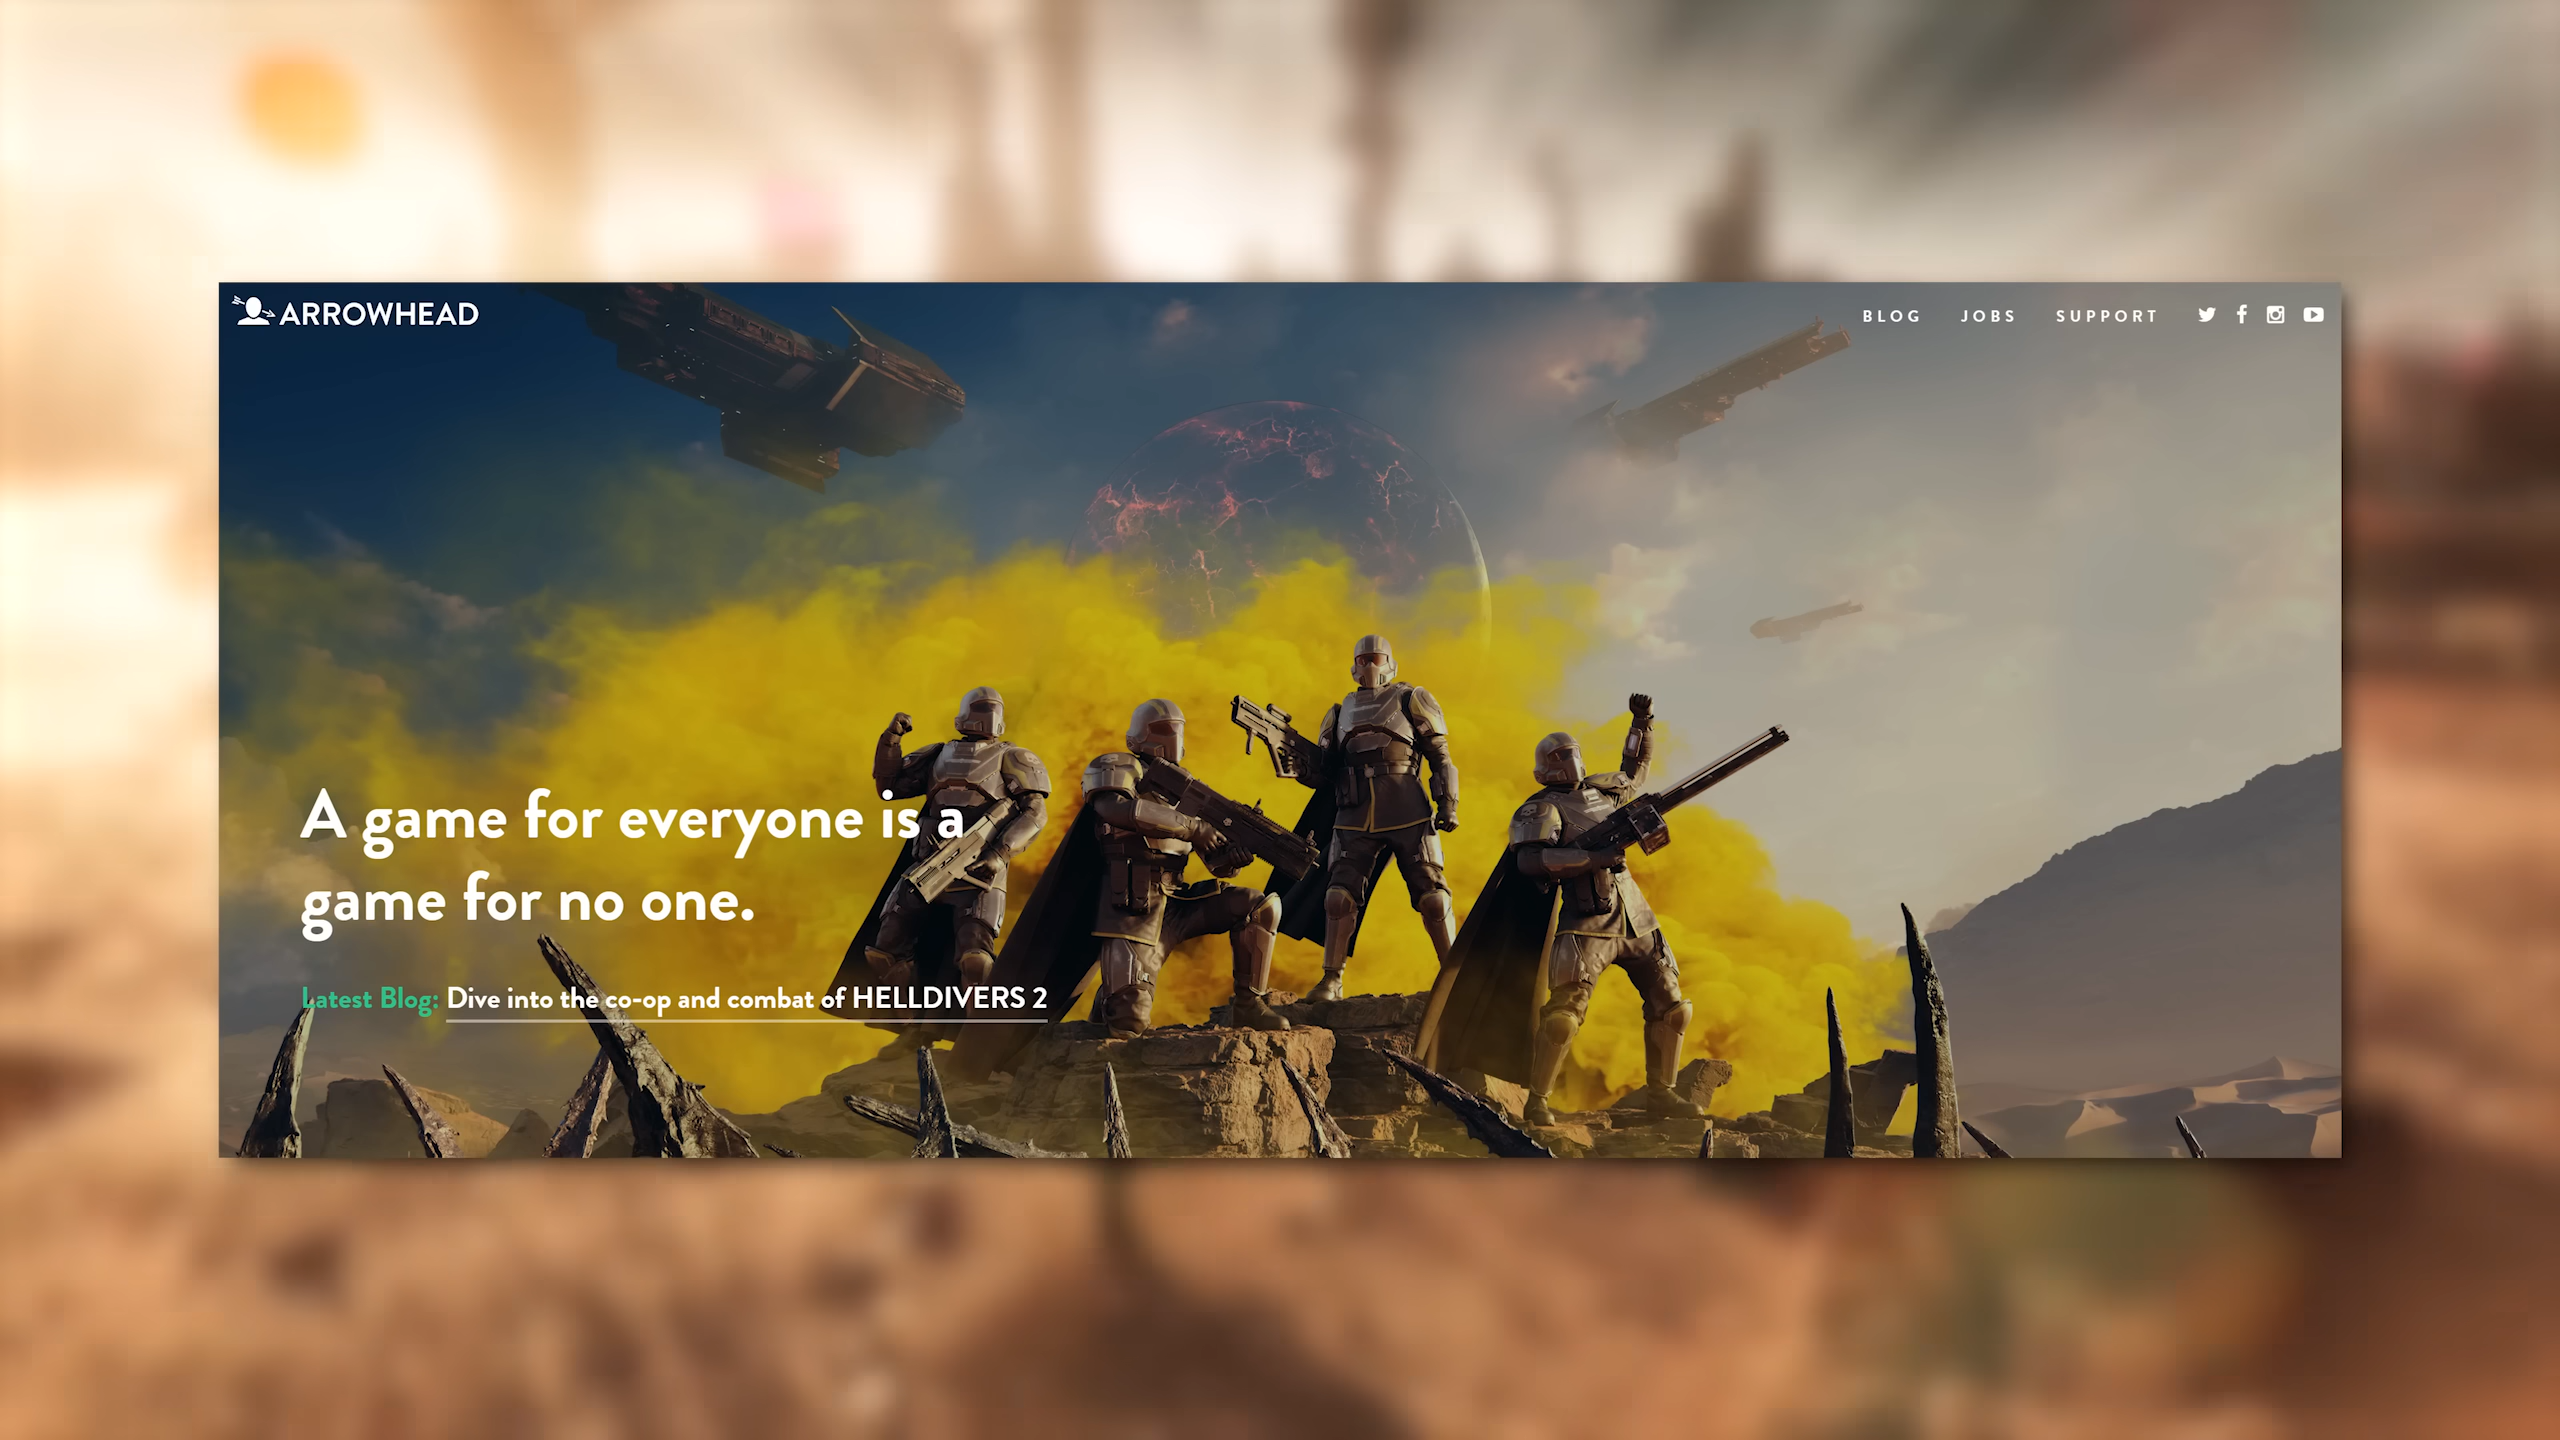 ARROWHEAD
BLOG JOBS SUPPORT
A game for everyone is a
game for no one.
Latest Blog: Dive into the co-op and combat of HELLDIVERS 2